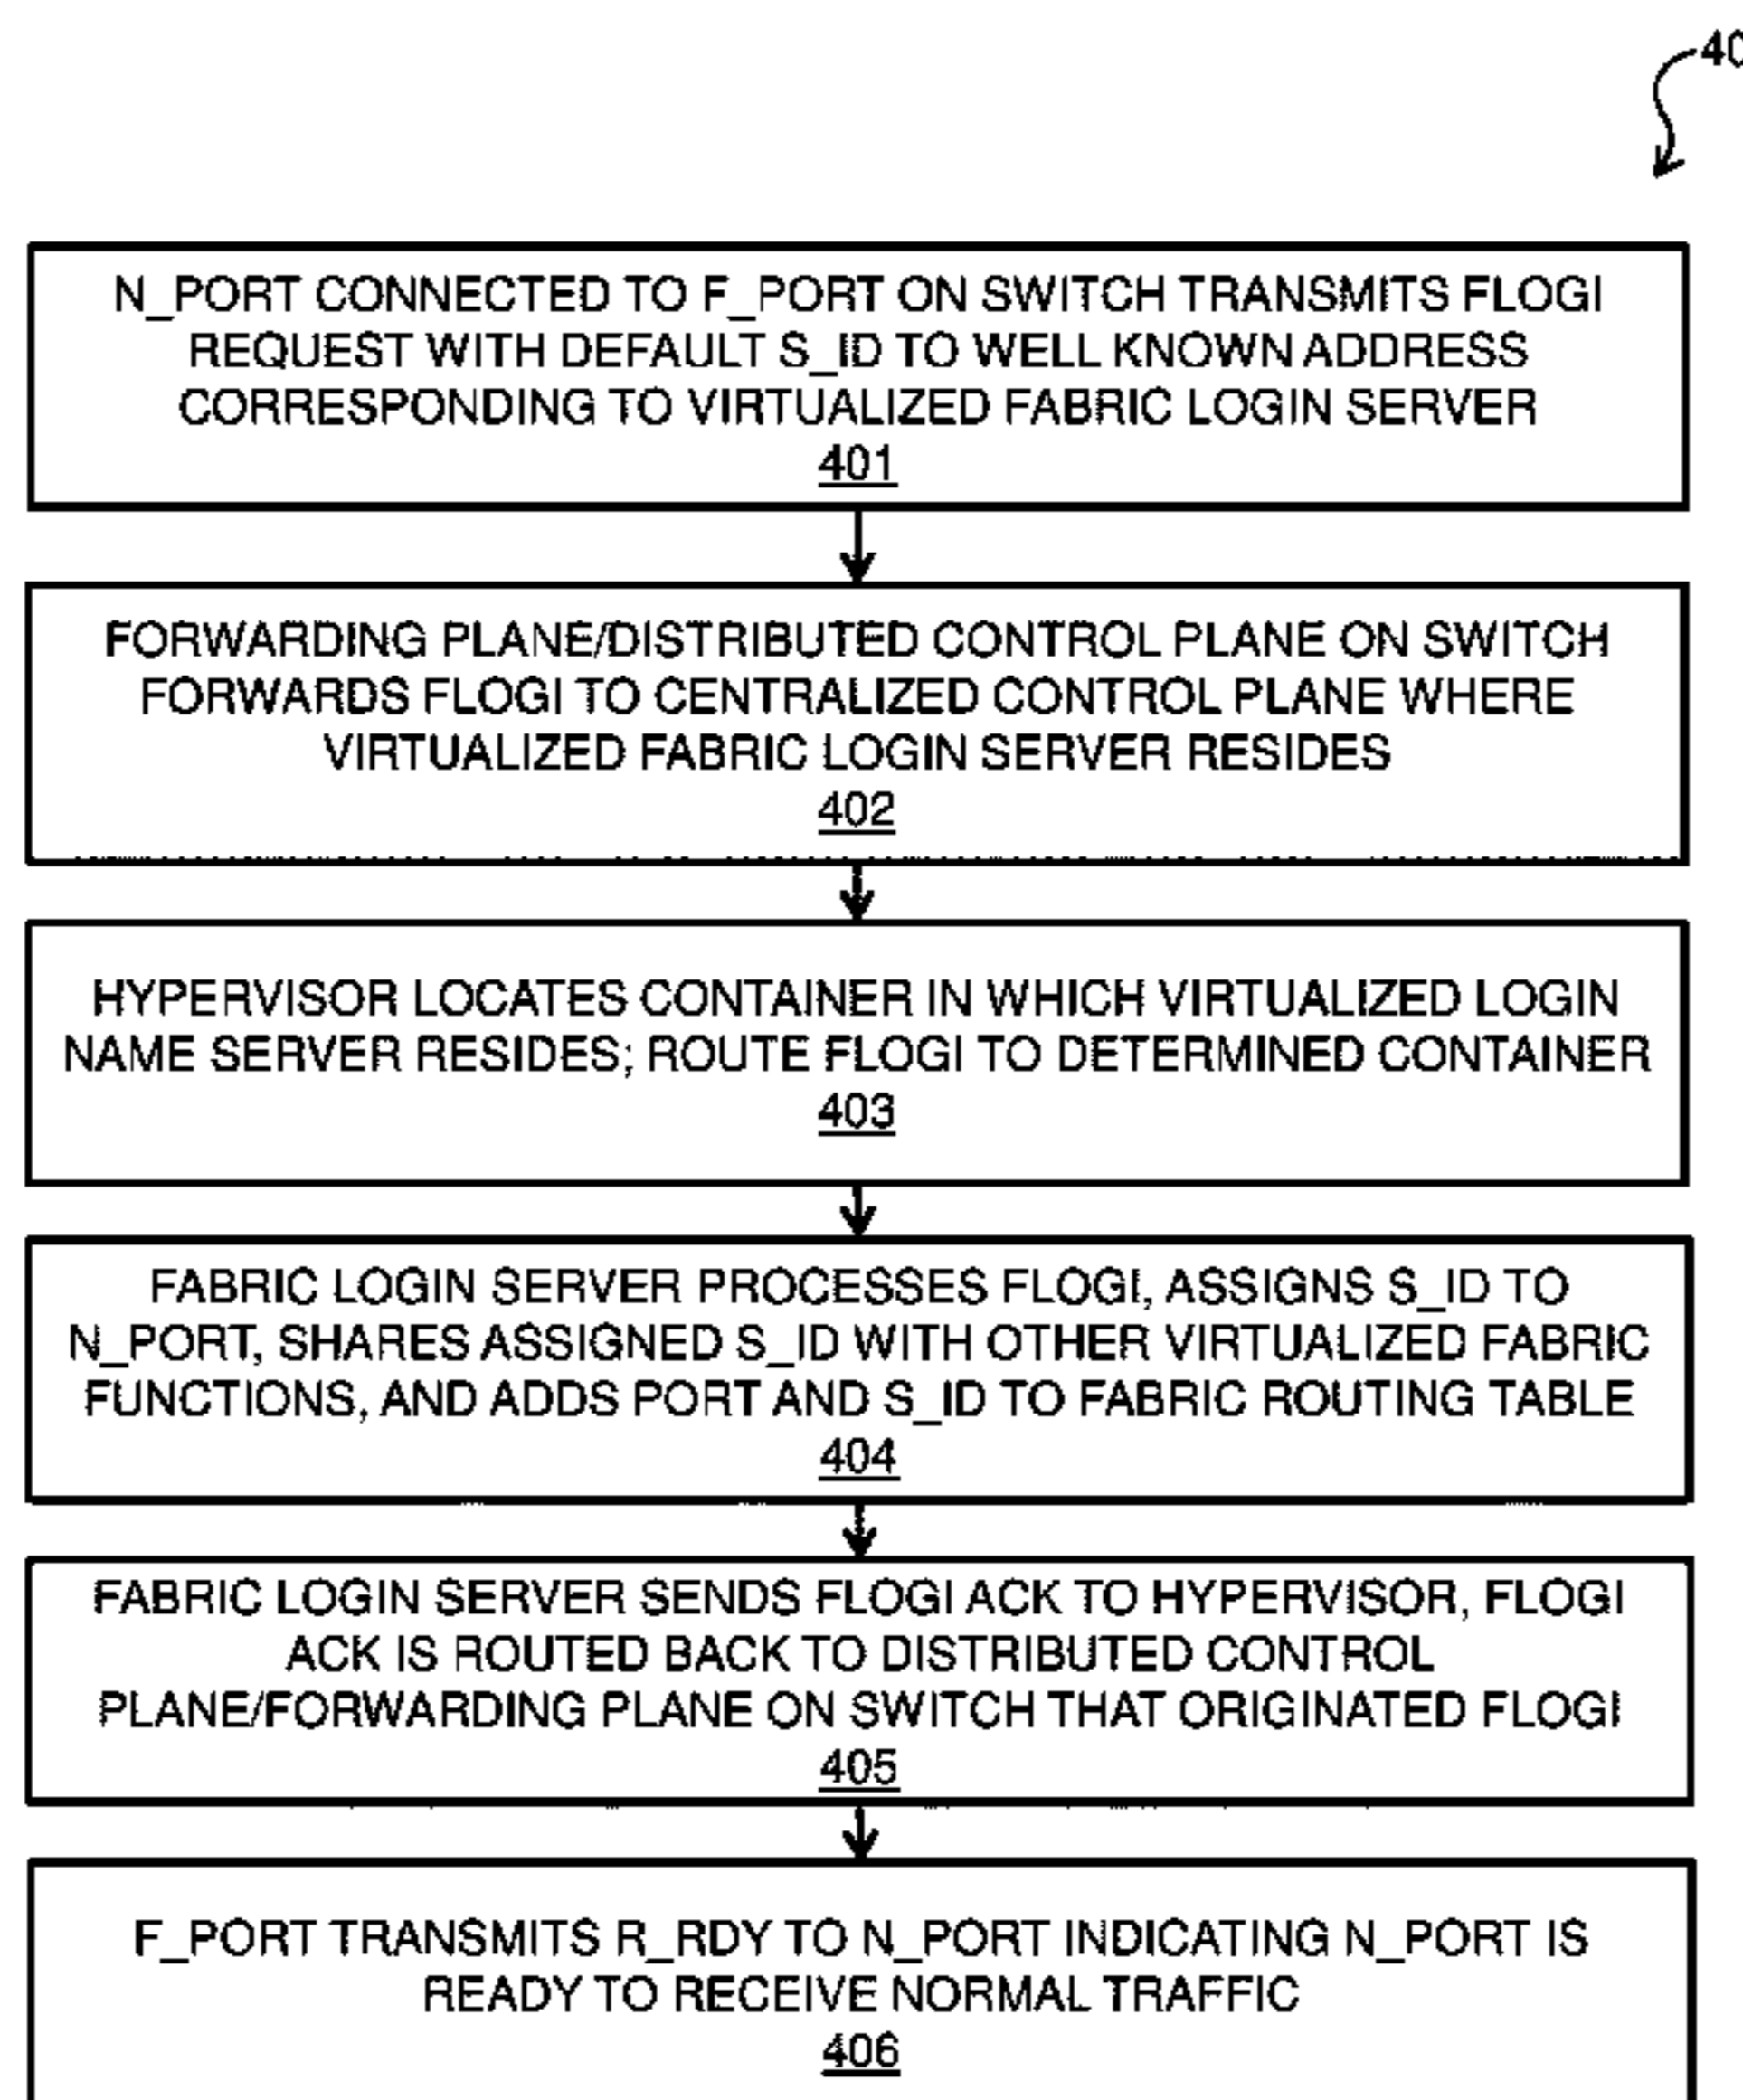 40
N_PORT CONNECTED TO F_PORT ON SWITCH TRANSMITS FLOGI
REQUEST WITH DEFAULT S_ID TO WELL KNOWN ADDRESS
CORRESPONDING TO VIRTUALIZED FABRIC LOGIN SERVER
401
FORWARDING PLANE/DISTRIBUTED CONTROL PLANE ON SWITCH
FORWARDS FLOGI TO CENTRALIZED CONTROL PLANE WHERE
VIRTUALIZED FABRIC LOGIN SERVER RESIDES
402
HYPERVISOR LOCATES CONTAINER IN WHICH VIRTUALIZED LOGIN
NAME SERVER RESIDES; ROUTE FLOGI TO DETERMINED CONTAINER
403
FABRIC LOGIN SERVER PROCESSES FLOGI, ASSIGNS S_ID TO
N_PORT, SHARES ASSIGNED S_ID WITH OTHER VIRTUALIZED FABRIC
FUNCTIONS, AND ADDS PORT AND S_ID TO FABRIC ROUTING TABLE
404
FABRIC LOGIN SERVER SENDS FLOGI ACK TO HYPERVISOR, FLOGI
ACK IS ROUTED BACK TO DISTRIBUTED CONTROL
PLANE/FORWARDING PLANE ON SWITCH THAT ORIGINATED FLOGI
405
F_PORT TRANSMITS R_RDY TO N_PORT INDICATING N_PORT IS
READY TO RECEIVE NORMAL TRAFFIC
406